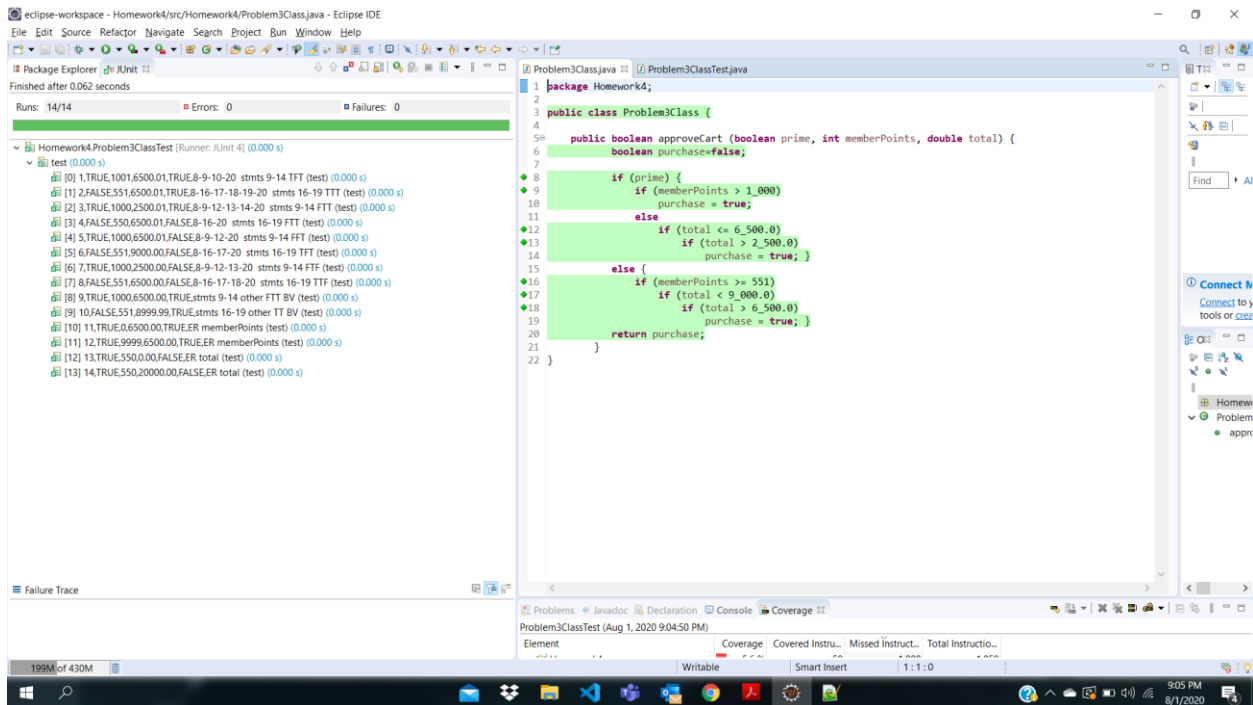 eclipse-workspace - Homework4/src/Homework4/Problem3Class.java - Eclipse IDE
File Edit Source Refactor Navigate Search Project Run Window Help
Package Explorer JUnit
Finished after 0.062 seconds
Runs: 14/14 Errors: 0 Failures: 0
Homework4.Problem3ClassTest [Runner: JUnit 4] (0.000 s)
test (0.000 s)
[0] 1,TRUE,1001,6500.01,TRUE,8-9-10-20 stmts 9-14 TFT (test) (0.000 s)
[1] 2,FALSE,551,6500.01,TRUE,8-16-17-18-19-20 stmts 16-19 TTT (test) (0.000 s)
[2] 3,TRUE,1000,2500.01,TRUE,8-9-12-13-14-20 stmts 9-14 FTT (test) (0.000 s)
[3] 4,FALSE,550,6500.01,FALSE,8-16-20 stmts 16-19 FTT (test) (0.000 s)
[4] 5,TRUE,1000,6500.01,FALSE,8-9-12-20 stmts 9-14 FFT (test) (0.000 s)
[5] 6,FALSE,551,9000.00,FALSE,8-16-17-20 stmts 16-19 TFT (test) (0.000 s)
[6] 7,TRUE,1000,2500.00,FALSE,8-9-12-13-20 stmts 9-14 FTF (test) (0.000 s)
[7] 8,FALSE,551,6500.00,FALSE,8-16-17-18-20 stmts 16-19 TTF (test) (0.000 s)
[8] 9,TRUE,1000,6500.00,TRUE,stmts 9-14 other FTT BV (test) (0.000 s)
[9] 10,FALSE,551,8999.99,TRUE,stmts 16-19 other TT BV (test) (0.000 s)
[10] 11,TRUE,0,6500.00,TRUE,ER memberPoints (test) (0.000 s)
[11] 12,TRUE,9999,6500.00,TRUE,ER memberPoints (test) (0.000 s)
[12] 13,TRUE,550,0.00,FALSE,ER total (test) (0.000 s)
[13] 14,TRUE,550,20000.00,FALSE,ER total (test) (0.000 s)
Failure Trace
Problem3Class.java Problem3ClassTest.java
1 package Homework4;
2
3 public class Problem3Class {
4
5 public boolean approveCart (boolean prime, int memberPoints, double total) {
6 boolean purchase=false;
7
8 if (prime) {
9 if (memberPoints > 1_000)
10 purchase = true;
11 else
12 if (total <= 6_500.0)
13 if (total > 2_500.0)
14 purchase = true; }
15 else {
16 if (memberPoints >= 551)
17 if (total < 9_000.0)
18 if (total > 6_500.0)
19 purchase = true; }
20 return purchase;
21 }
22 }
Find Al
Connect M
Connect to y
tools or crea
Homewo
Problem
appro
Problems Javadoc Declaration Console Coverage
Problem3ClassTest (Aug 1, 2020 9:04:50 PM)
Element Coverage Covered Instru... Missed Instruct... Total Instructio...
199M of 430M Writable Smart Insert 1 : 1 : 0
9:05 PM
8/1/2020